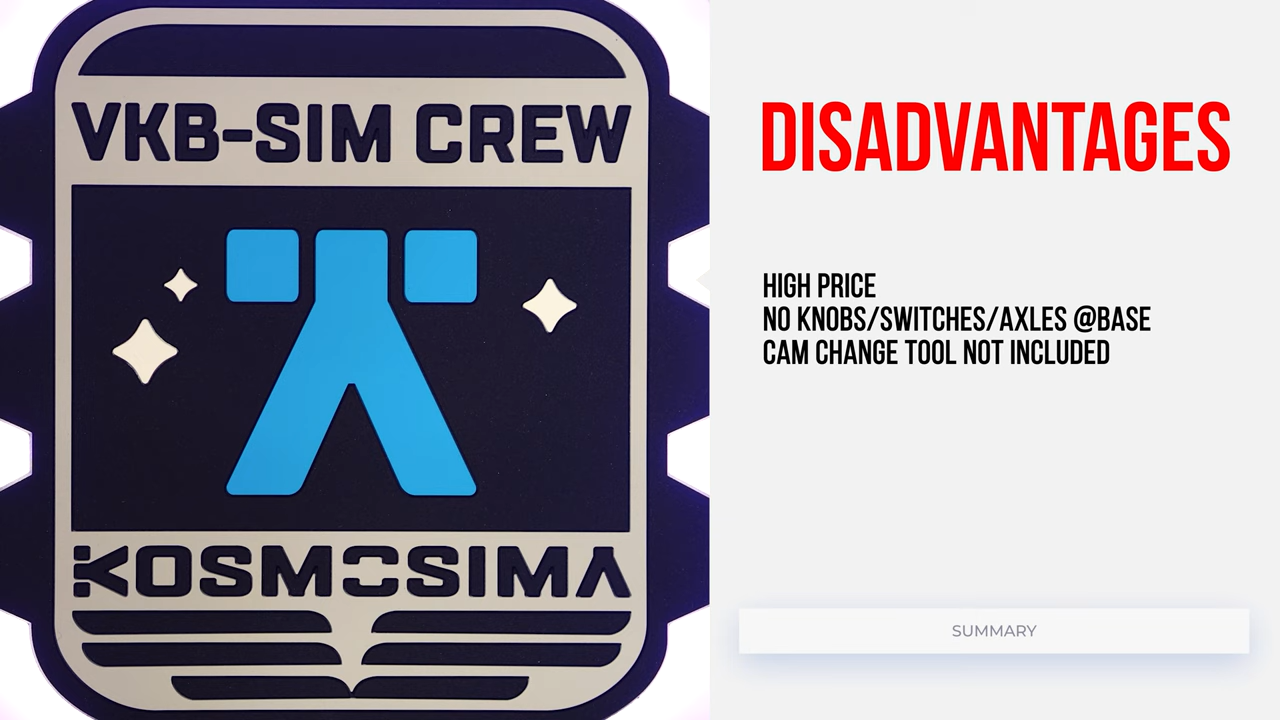 VKB-SIM CREW
KOSMOSIMA
DISADVANTAGES
HIGH PRICE
NO KNOBS/SWITCHES/AXLES @BASE
CAM CHANGE TOOL NOT INCLUDED
SUMMARY